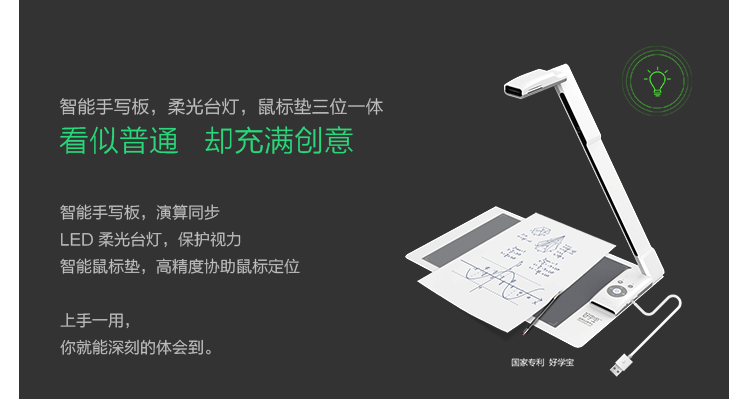 智能手写板，柔光台灯，鼠标垫三位一体
看似普通 却充满创意
智能手写板，演算同步
LED 柔光台灯，保护视力
智能鼠标垫，高精度协助鼠标定位
上手一用，
你就能深刻的体会到。
国家专利 好学宝